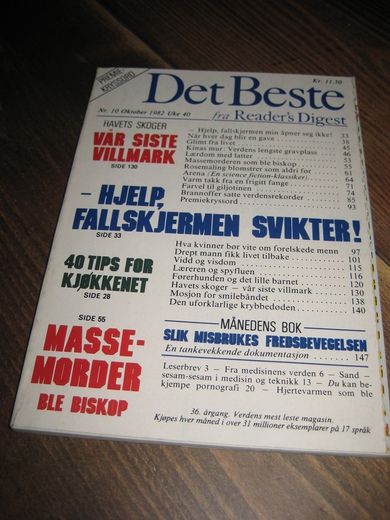 PREMIE
KRYSSORD
Kr. 11.50
Det Beste
Nr. 10 Oktober 1982 Uke 40
fra Reader's Digest
HAVETS SKOGER
VÅR SISTE
VILLMARK
SIDE 130
Hjelp, fallskjermen min åpner seg ikke! 33
Når hver dag blir en gave 38
Glimt fra livet 45
Kinas mur: Verdens lengste gravplass 46
Lærdom med latter 53
Massemorderen som ble biskop 55
Rosemaling blomstrer som aldri før 61
Arena (En science fiction-klassiker) 64
Varm takk fra en frigitt fange 71
Farvel til giljotinen 74
Brannoffer satte verdensrekorder 85
Premiekryssord 93
– HJELP,
FALLSKJERMEN SVIKTER!
SIDE 33
Hva kvinner bør vite om forelskede menn 97
Drept mann fikk livet tilbake 101
Vidd og visdom 115
Læreren og spyfluen 116
Førerhunden og det lille barnet 120
Havets skoger – vår siste villmark 130
Mosjon for smilebåndet 138
Den uforklarlige krybbedøden 140
40 TIPS FOR
KJØKKENET
SIDE 28
SIDE 55
MASSE-
MORDER
BLE BISKOP
MÅNEDENS BOK
SLIK MISBRUKES FREDSBEVEGELSEN
En tankevekkende dokumentasjon 147
Leserbrev 3 – Fra medisinens verden 6 – Sand
sesam-sesam i medisin og teknikk 13 – Du kan be-
kjempe pornografi 20 – Hjertevarmen som ble
36. årgang. Verdens mest leste magasin.
Kjøpes hver måned i over 31 millioner eksemplarer på 17 språk